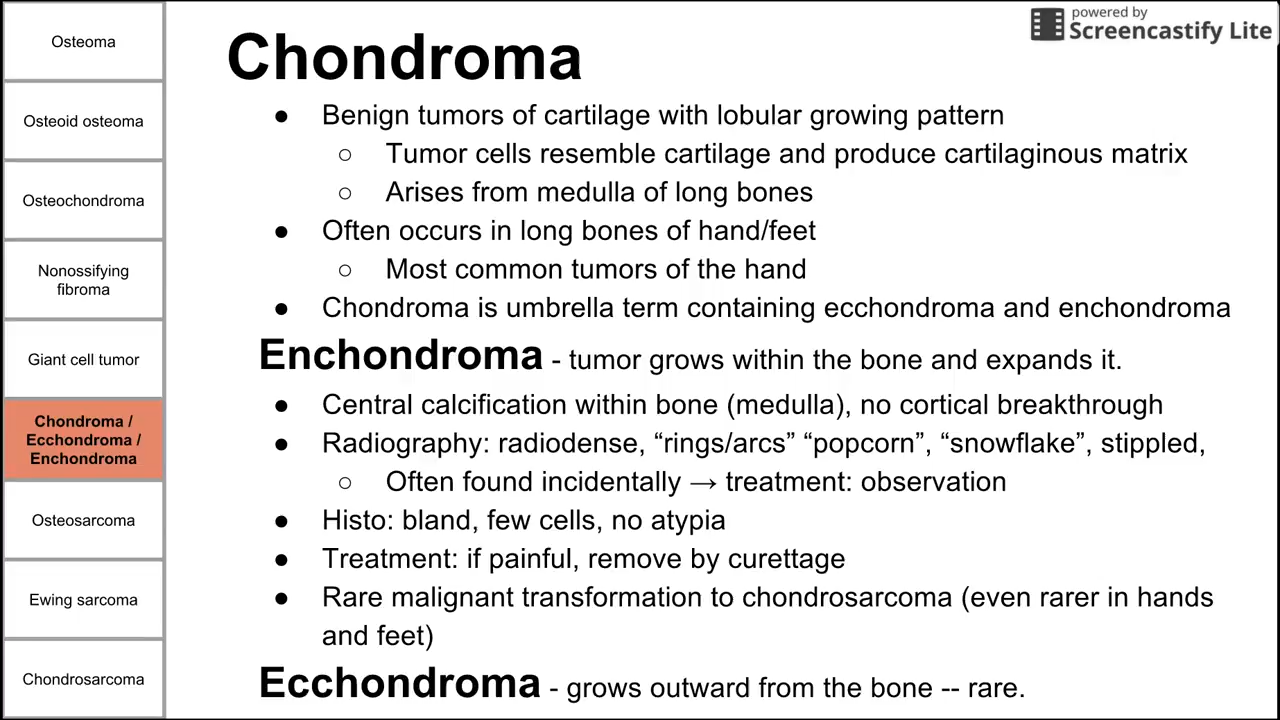 powered by
Screencastify Lite
Osteoma
Osteoid osteoma
Osteochondroma
Nonossifying
fibroma
Giant cell tumor
Chondroma /
Ecchondroma /
Enchondroma
Osteosarcoma
Ewing sarcoma
Chondrosarcoma
Chondroma
● Benign tumors of cartilage with lobular growing pattern
○ Tumor cells resemble cartilage and produce cartilaginous matrix
○ Arises from medulla of long bones
● Often occurs in long bones of hand/feet
○ Most common tumors of the hand
● Chondroma is umbrella term containing ecchondroma and enchondroma
Enchondroma - tumor grows within the bone and expands it.
● Central calcification within bone (medulla), no cortical breakthrough
● Radiography: radiodense, “rings/arcs” “popcorn”, “snowflake”, stippled,
○ Often found incidentally → treatment: observation
● Histo: bland, few cells, no atypia
● Treatment: if painful, remove by curettage
● Rare malignant transformation to chondrosarcoma (even rarer in hands
and feet)
Ecchondroma - grows outward from the bone -- rare.